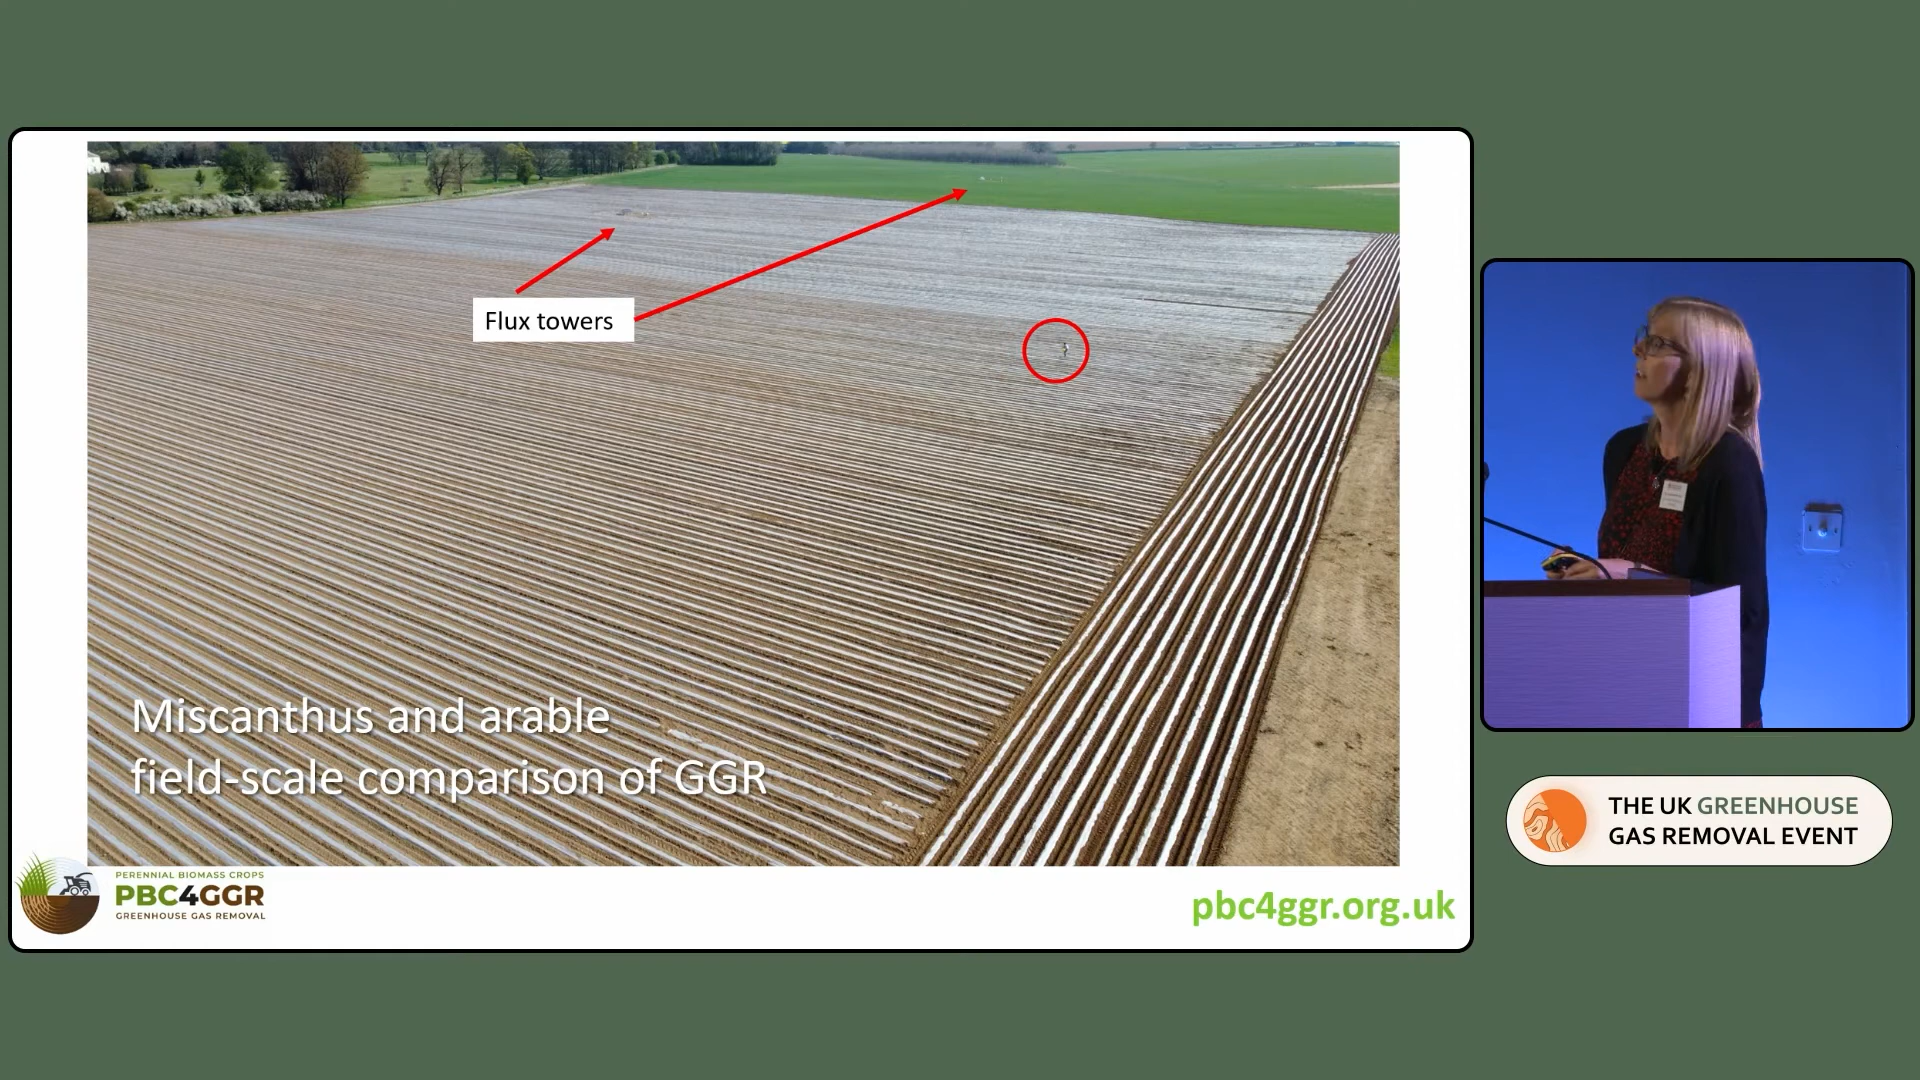 Flux towers
Miscanthus and arable
field-scale comparison of GGR
PERENNIAL BIOMASS CROPS
PBC4GGR
GREENHOUSE GAS REMOVAL
pbc4ggr.org.uk
THE UK GREENHOUSE
GAS REMOVAL EVENT